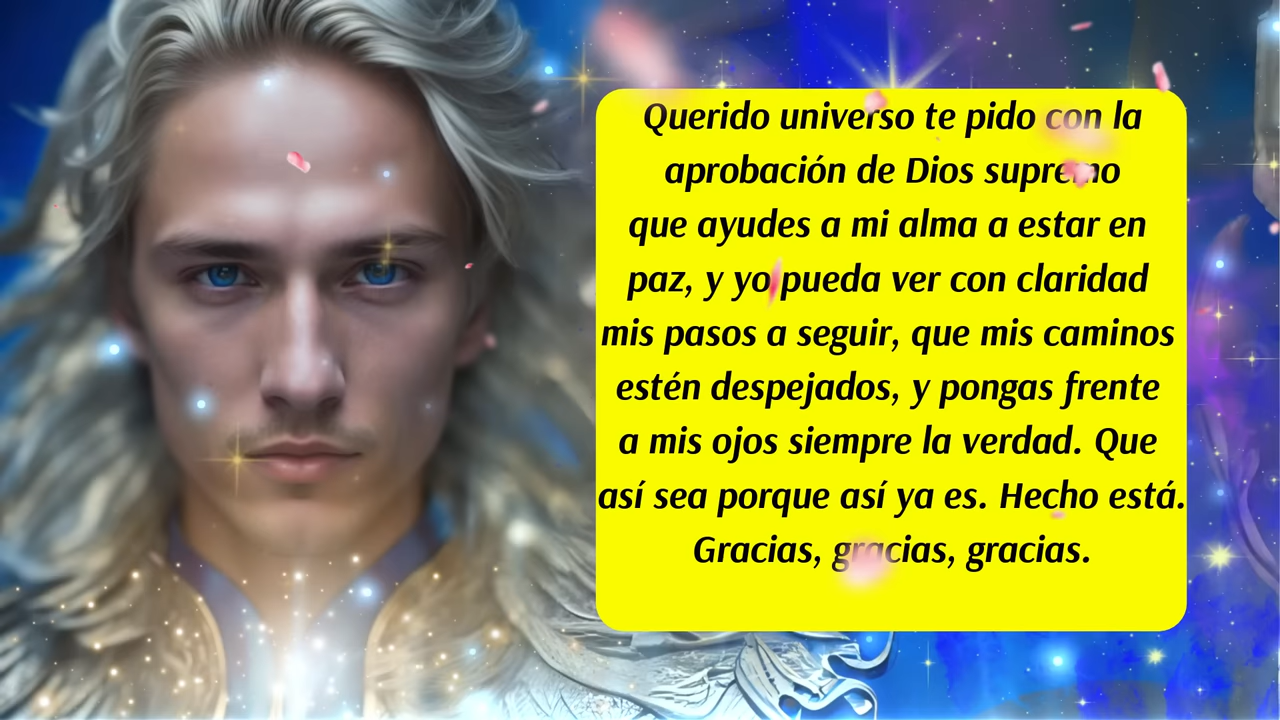 Querido universo te pido con la
aprobación de Dios supremo
que ayudes a mi alma a estar en
paz, y yo pueda ver con claridad
mis pasos a seguir, que mis caminos
estén despejados, y pongas frente
a mis ojos siempre la verdad. Que
así sea porque así ya es. Hecho está.
Gracias, gracias, gracias.